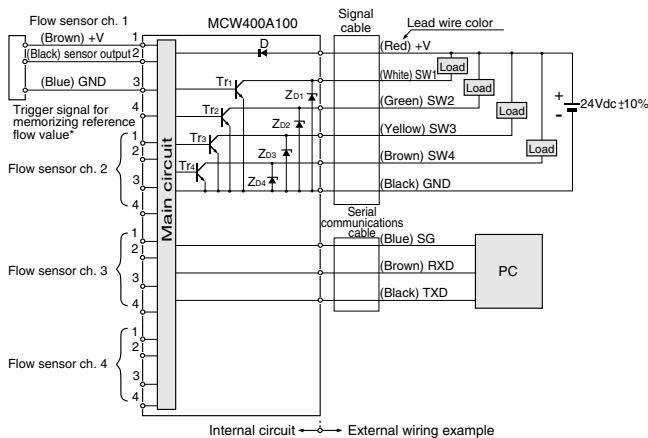 Flow sensor ch. 1
MCW400A100
Signal
cable
Lead wire color
(Brown) +V
1
(Black) sensor output
2
(Blue) GND
3
Trigger signal for
memorizing reference
flow value*
4
Flow sensor ch. 2
1
2
3
4
Flow sensor ch. 3
1
2
3
4
Flow sensor ch. 4
1
2
3
4
Main circuit
D
Tr1
Tr2
Tr3
Tr4
ZD1
ZD2
ZD3
ZD4
(Red) +V
(White) SW1
(Green) SW2
(Yellow) SW3
(Brown) SW4
(Black) GND
Load
Load
Load
Load
+
-
24Vdc ±10%
Serial
communications
cable
(Blue) SG
(Brown) RXD
(Black) TXD
PC
Internal circuit
External wiring example